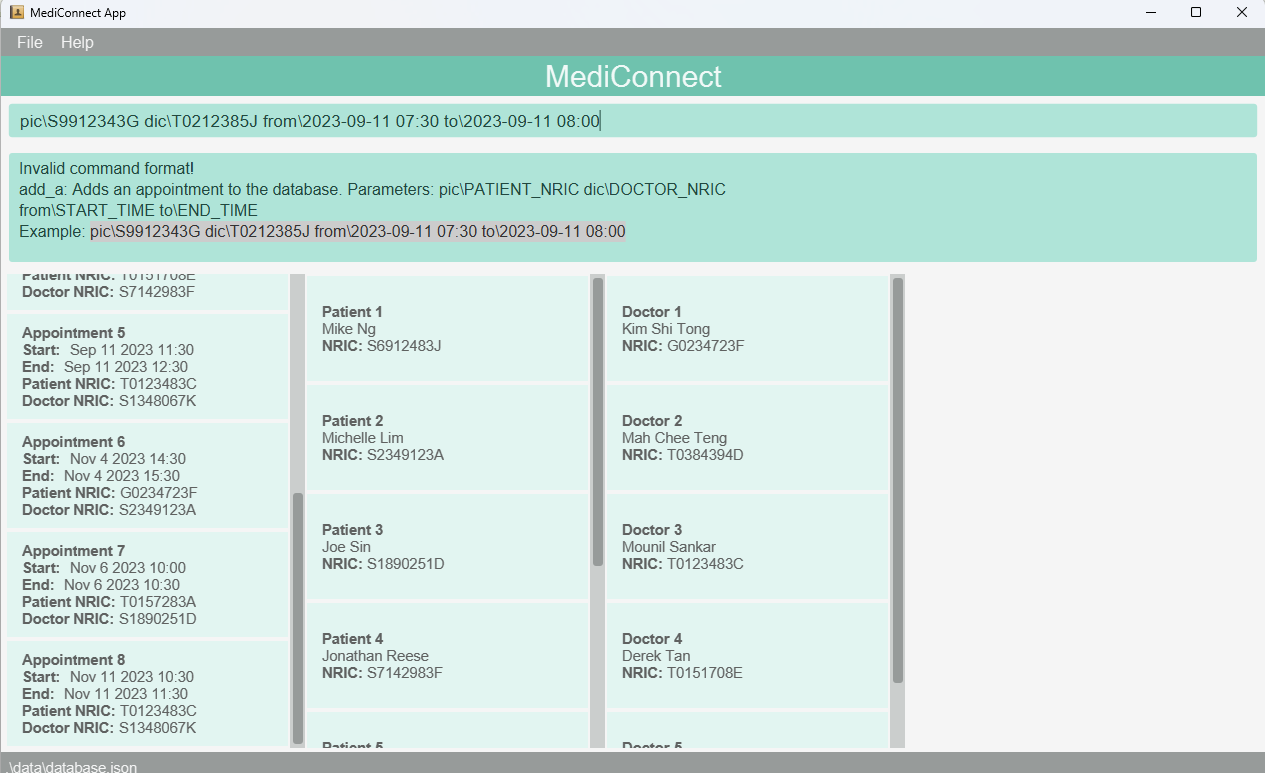 MediConnect App
File Help
MediConnect
pic\S9912343G dic\T0212385J from\2023-09-11 07:30 to\2023-09-11 08:00
Invalid command format!
add_a: Adds an appointment to the database. Parameters: pic\PATIENT_NRIC dic\DOCTOR_NRIC
from\START_TIME to\END_TIME
Example: pic\S9912343G dic\T0212385J from\2023-09-11 07:30 to\2023-09-11 08:00
Patient NRIC: T0151708E
Doctor NRIC: S7142983F
Appointment 5
Start: Sep 11 2023 11:30
End: Sep 11 2023 12:30
Patient NRIC: T0123483C
Doctor NRIC: S1348067K
Appointment 6
Start: Nov 4 2023 14:30
End: Nov 4 2023 15:30
Patient NRIC: G0234723F
Doctor NRIC: S2349123A
Appointment 7
Start: Nov 6 2023 10:00
End: Nov 6 2023 10:30
Patient NRIC: T0157283A
Doctor NRIC: S1890251D
Appointment 8
Start: Nov 11 2023 10:30
End: Nov 11 2023 11:30
Patient NRIC: T0123483C
Doctor NRIC: S1348067K
Patient 1
Mike Ng
NRIC: S6912483J
Patient 2
Michelle Lim
NRIC: S2349123A
Patient 3
Joe Sin
NRIC: S1890251D
Patient 4
Jonathan Reese
NRIC: S7142983F
Patient 5
Doctor 1
Kim Shi Tong
NRIC: G0234723F
Doctor 2
Mah Chee Teng
NRIC: T0384394D
Doctor 3
Mounil Sankar
NRIC: T0123483C
Doctor 4
Derek Tan
NRIC: T0151708E
Doctor 5
.\data\database.json